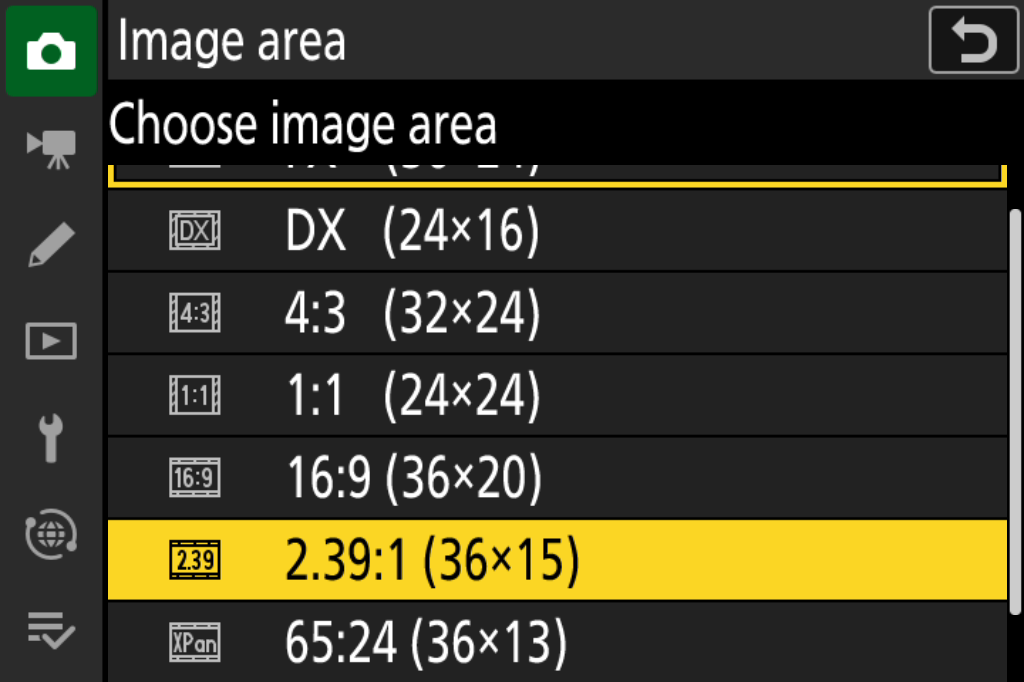 Image area
Choose image area
DX DX (24×16)
4:3 4:3 (32×24)
1:1 1:1 (24×24)
16:9 16:9 (36×20)
2.39 2.39:1 (36×15)
XPan 65:24 (36×13)